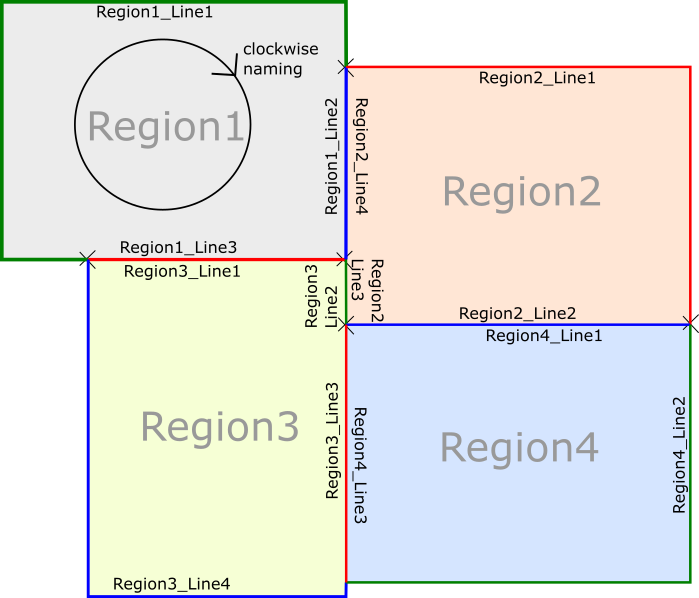 Region1_Line1
clockwise
naming
Region1
Region1_Line2
Region2_Line4
Region2_Line1
Region2
Region1_Line3
Region3_Line1
Region3
Line2
Region2
Line3
Region2_Line2
Region4_Line1
Region3
Region3_Line3
Region4_Line3
Region4
Region4_Line2
Region3_Line4